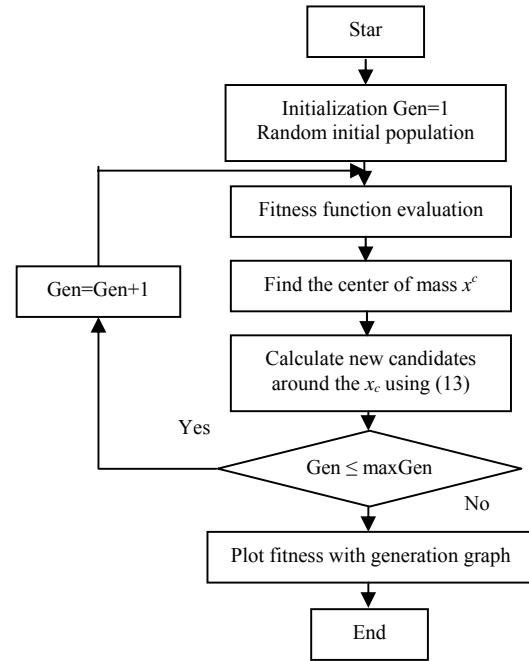 Star
Initialization Gen=1
Random initial population
Fitness function evaluation
Gen=Gen+1
Find the center of mass x^c
Calculate new candidates
around the x_c using (13)
Yes
Gen ≤ maxGen
No
Plot fitness with generation graph
End